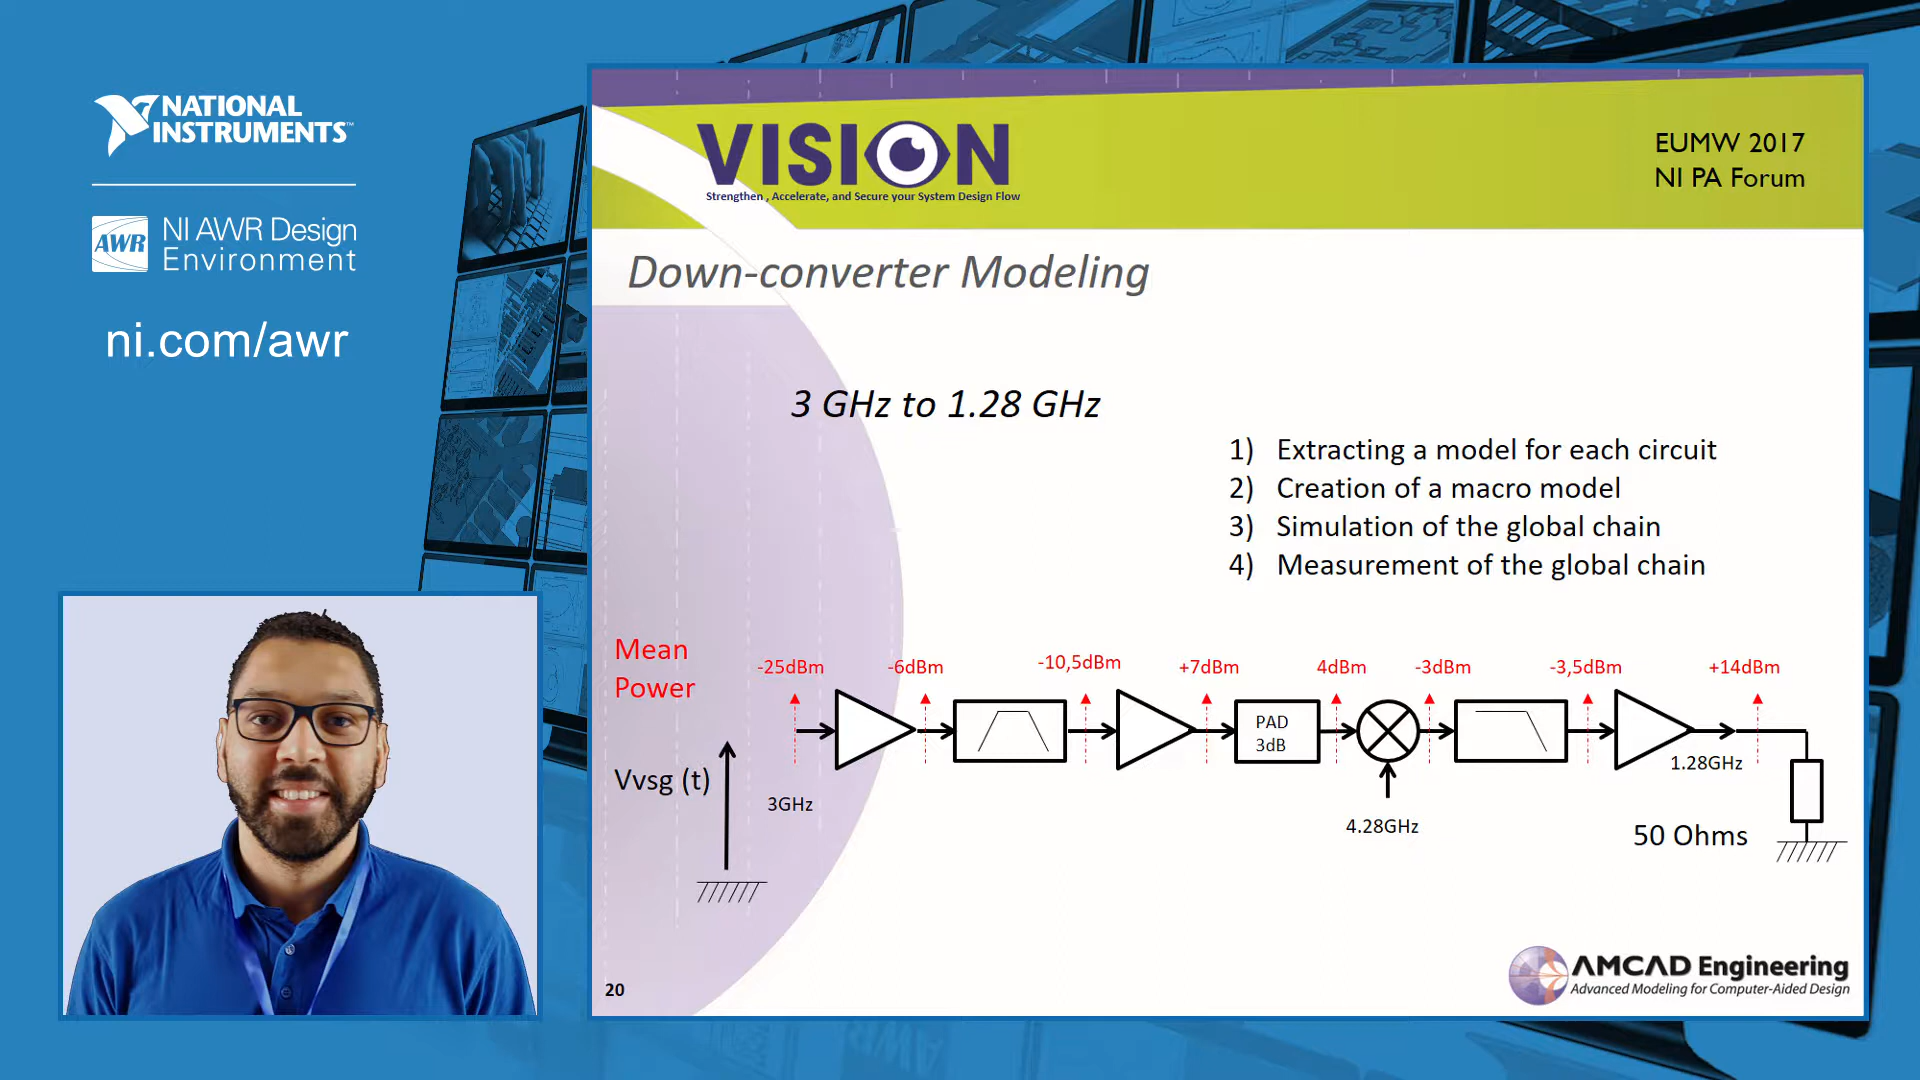 NATIONAL
INSTRUMENTS™
AWR
NI AWR Design
Environment
ni.com/awr
VISION
Strengthen , Accelerate, and Secure your System Design Flow
EUMW 2017
NI PA Forum
Down-converter Modeling
3 GHz to 1.28 GHz
1) Extracting a model for each circuit
2) Creation of a macro model
3) Simulation of the global chain
4) Measurement of the global chain
Mean
Power
-25dBm -6dBm -10,5dBm +7dBm 4dBm -3dBm -3,5dBm +14dBm
PAD
3dB
Vvsg (t)
3GHz
4.28GHz
1.28GHz
50 Ohms
AMCAD Engineering
Advanced Modeling for Computer-Aided Design
20